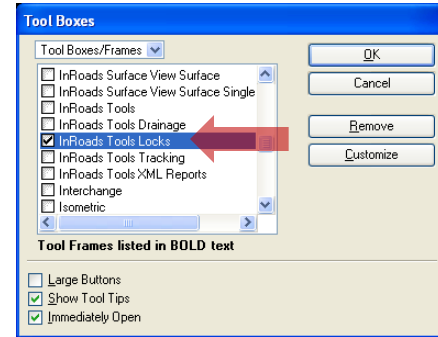 Tool Boxes
Tool Boxes/Frames
OK
InRoads Surface View Surface
InRoads Surface View Surface Single
Cancel
InRoads Tools
InRoads Tools Drainage
Remove
InRoads Tools Locks
InRoads Tools Tracking
Customize
InRoads Tools XML Reports
Interchange
Isometric
Tool Frames listed in BOLD text
Large Buttons
Show Tool Tips
Immediately Open